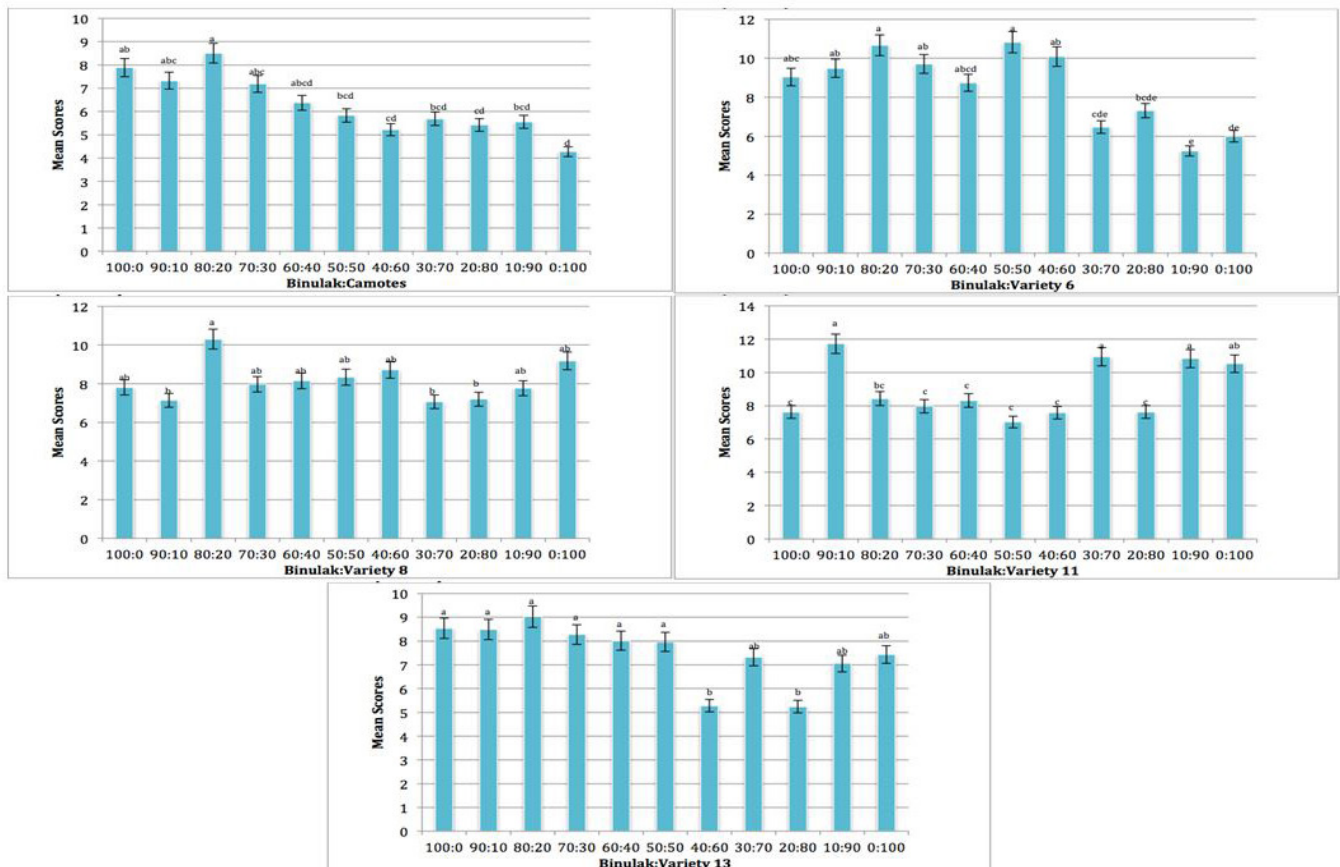 10
9
8
7
6
5
4
3
2
1
0
Mean Scores
ab
abc
a
abc
abcd
bcd
cd
bcd
cd
bcd
d
100:0 90:10 80:20 70:30 60:40 50:50 40:60 30:70 20:80 10:90 0:100
Binulak:Camotes
12
10
8
6
4
2
0
Mean Scores
abc
ab
a
ab
abcd
a
ab
cde
bcde
e
de
100:0 90:10 80:20 70:30 60:40 50:50 40:60 30:70 20:80 10:90 0:100
Binulak:Variety 6
12
10
8
6
4
2
0
Mean Scores
ab
b
a
ab
ab
ab
ab
b
b
ab
ab
100:0 90:10 80:20 70:30 60:40 50:50 40:60 30:70 20:80 10:90 0:100
Binulak:Variety 8
14
12
10
8
6
4
2
0
Mean Scores
c
a
bc
c
c
c
c
a
c
a
ab
100:0 90:10 80:20 70:30 60:40 50:50 40:60 30:70 20:80 10:90 0:100
Binulak:Variety 11
10
9
8
7
6
5
4
3
2
1
0
Mean Scores
a
a
a
a
a
a
b
ab
b
ab
ab
100:0 90:10 80:20 70:30 60:40 50:50 40:60 30:70 20:80 10:90 0:100
Binulak:Variety 13